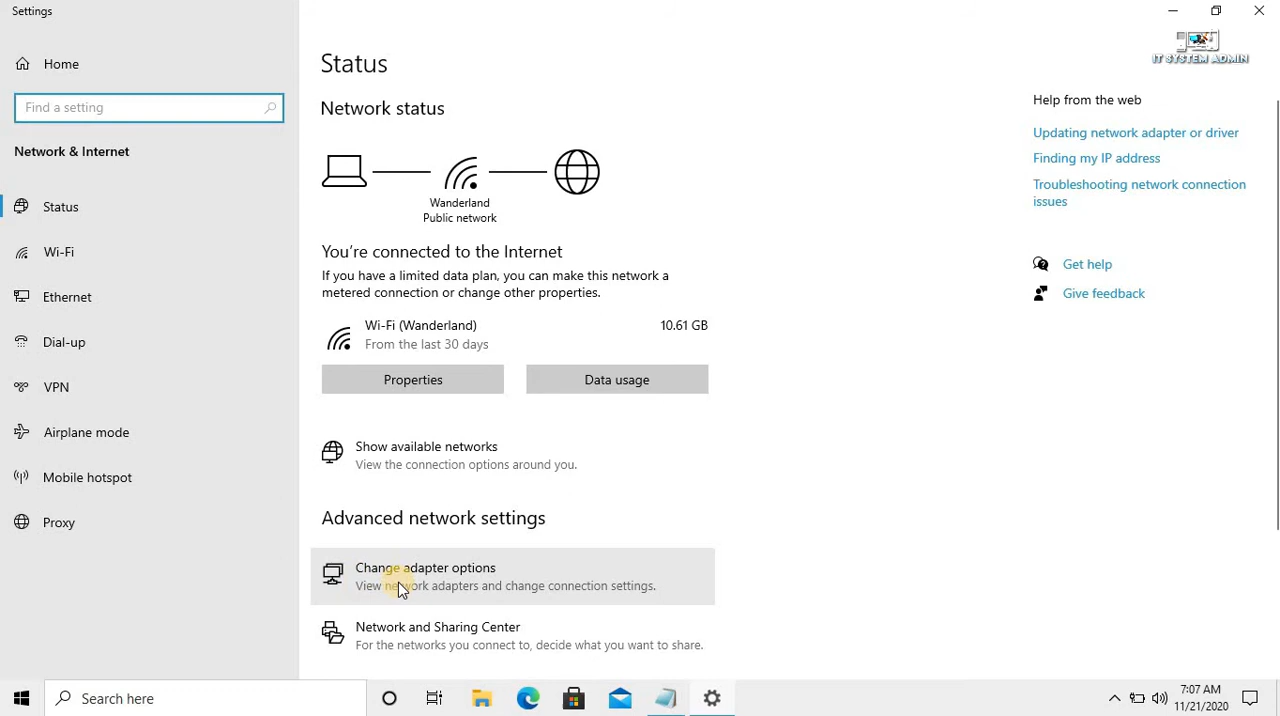 Settings
IT SYSTEM ADMIN
Home
Find a setting
Network & Internet
Status
Wi-Fi
Ethernet
Dial-up
VPN
Airplane mode
Mobile hotspot
Proxy
Status
Network status
Wanderland
Public network
You're connected to the Internet
If you have a limited data plan, you can make this network a
metered connection or change other properties.
Wi-Fi (Wanderland) 10.61 GB
From the last 30 days
Properties Data usage
Show available networks
View the connection options around you.
Advanced network settings
Change adapter options
View network adapters and change connection settings.
Network and Sharing Center
For the networks you connect to, decide what you want to share.
Help from the web
Updating network adapter or driver
Finding my IP address
Troubleshooting network connection
issues
Get help
Give feedback
Search here
7:07 AM
11/21/2020